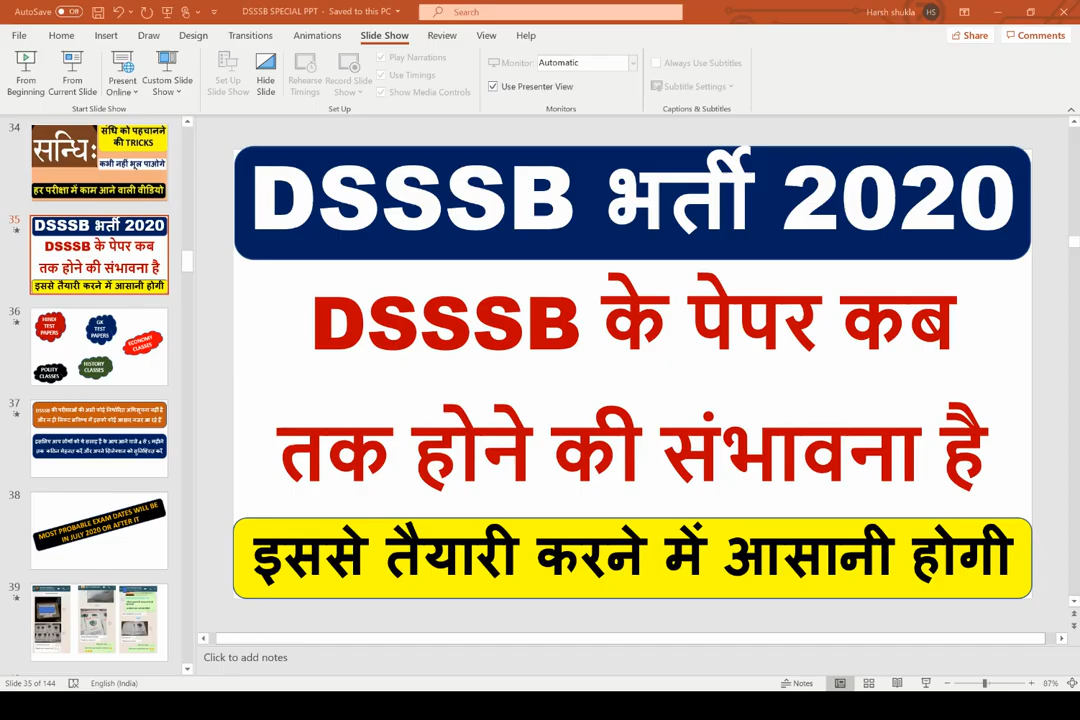 AutoSave Off
DSSSB SPECIAL PPT - Saved to this PC
Search
Harsh shukla HS
File Home Insert Draw Design Transitions Animations Slide Show Review View Help
Share Comments
From Beginning
From Current Slide
Present Online
Custom Slide Show
Start Slide Show
Set Up Slide Show
Hide Slide
Rehearse Timings
Record Slide Show
Play Narrations
Use Timings
Show Media Controls
Set Up
Monitor: Automatic
Use Presenter View
Monitors
Always Use Subtitles
Subtitle Settings
Captions & Subtitles
34
सन्धिः
संधि को पहचानने
की TRICKS
कभी नहीं भूल पाओगे
हर परीक्षा में काम आने वाली वीडियो
35
DSSSB भर्ती 2020
DSSSB के पेपर कब
तक होने की संभावना है
इससे तैयारी करने में आसानी होगी
36
HINDI TEST PAPERS
GK TEST PAPERS
ECONOMY CLASSES
POLITY CLASSES
HISTORY CLASSES
37
38
MOST PROBABLE EXAM DATES WILL BE
IN JULY 2020 OR AFTER IT
39
DSSSB भर्ती 2020
DSSSB के पेपर कब
तक होने की संभावना है
इससे तैयारी करने में आसानी होगी
Click to add notes
Slide 35 of 144
English (India)
Notes
87%